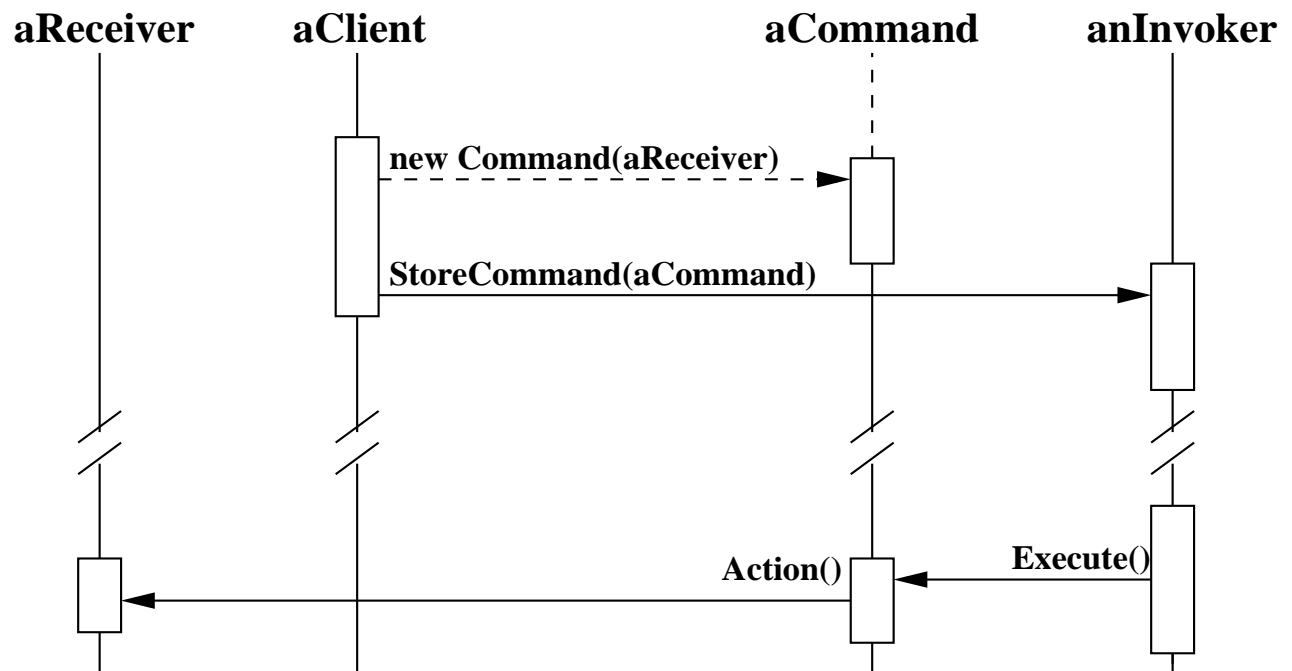 aReceiver aClient aCommand anInvoker
new Command(aReceiver)
StoreCommand(aCommand)
Execute()
Action()